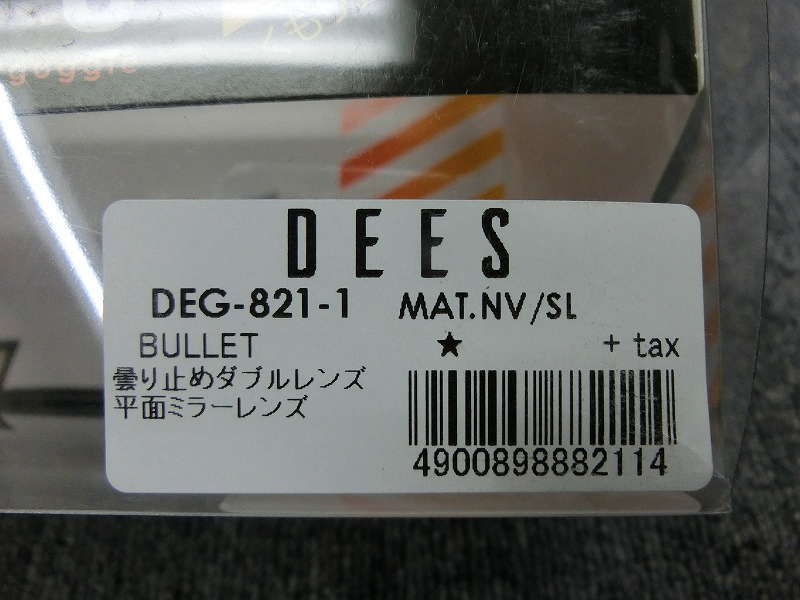 goggle
DEES
DEG-821-1 MAT.NV/SL
BULLET ★ + tax
曇り止めダブルレンズ
平面ミラーレンズ
4900898882114